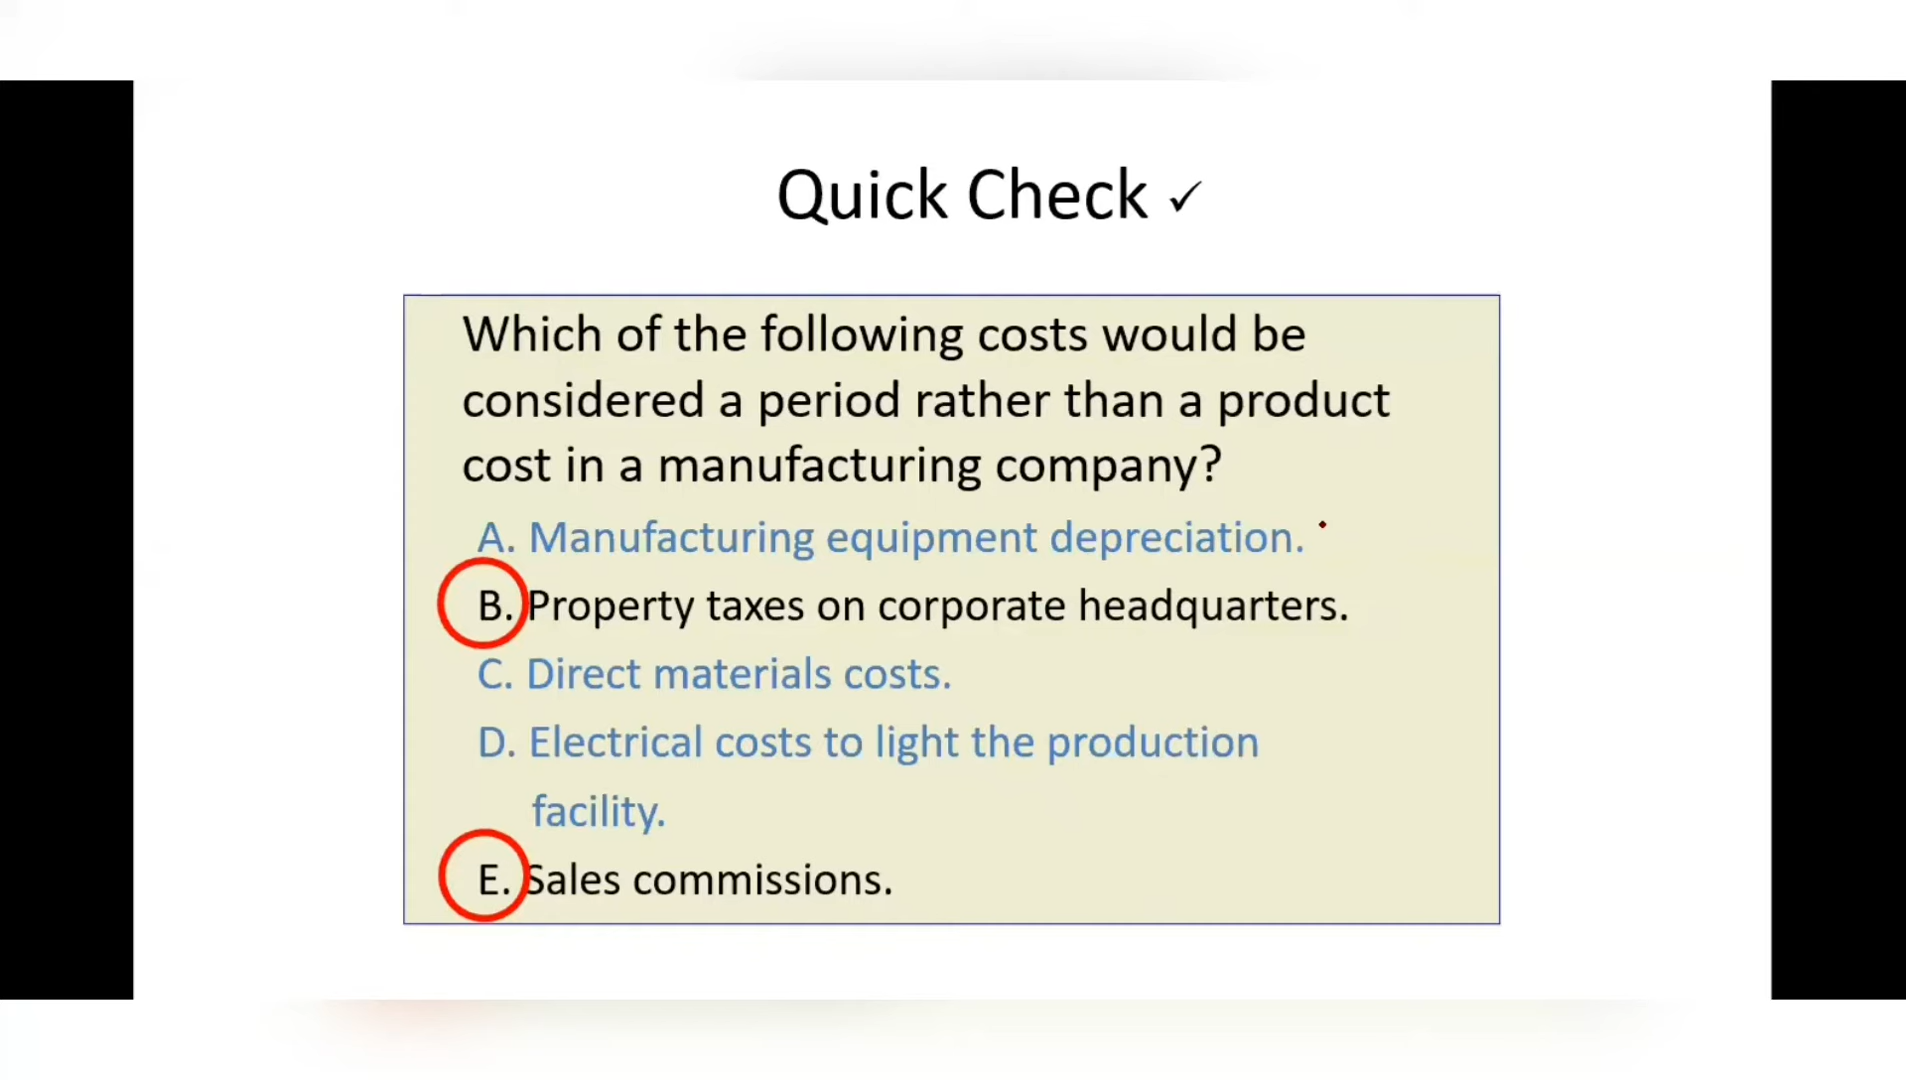 Quick Check ✓
Which of the following costs would be
considered a period rather than a product
cost in a manufacturing company?
A. Manufacturing equipment depreciation.
B. Property taxes on corporate headquarters.
C. Direct materials costs.
D. Electrical costs to light the production
facility.
E. Sales commissions.